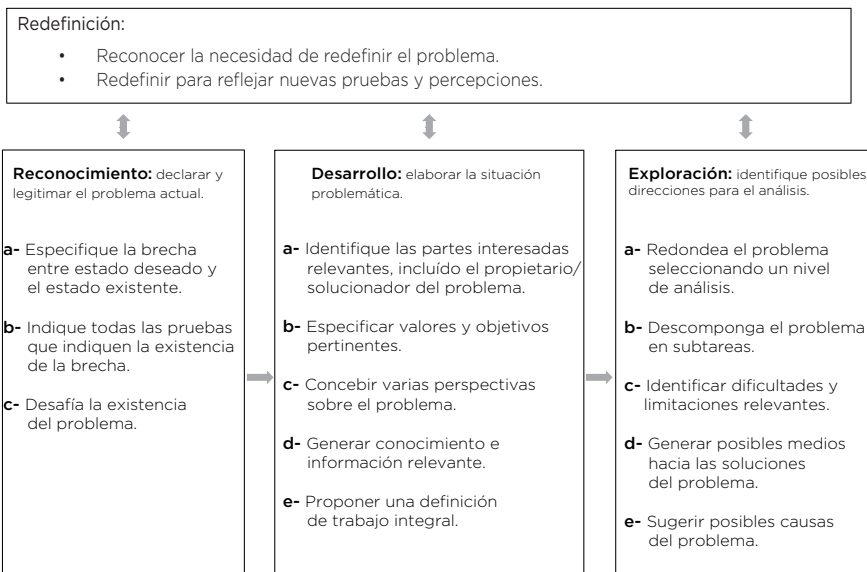 Redefinición:
• Reconocer la necesidad de redefinir el problema.
• Redefinir para reflejar nuevas pruebas y percepciones.
Reconocimiento: declarar y
legitimar el problema actual.
a- Especifique la brecha
entre estado deseado y
el estado existente.
b- Indique todas las pruebas
que indiquen la existencia
de la brecha.
c- Desafía la existencia
del problema.
Desarrollo: elaborar la situación
problemática.
a- Identifique las partes interesadas
relevantes, incluído el propietario/
solucionador del problema.
b- Especificar valores y objetivos
pertinentes.
c- Concebir varias perspectivas
sobre el problema.
d- Generar conocimiento e
información relevante.
e- Proponer una definición
de trabajo integral.
Exploración: identifique posibles
direcciones para el análisis.
a- Redondea el problema
seleccionando un nivel
de análisis.
b- Descomponga el problema
en subtareas.
c- Identificar dificultades y
limitaciones relevantes.
d- Generar posibles medios
hacia las soluciones
del problema.
e- Sugerir posibles causas
del problema.